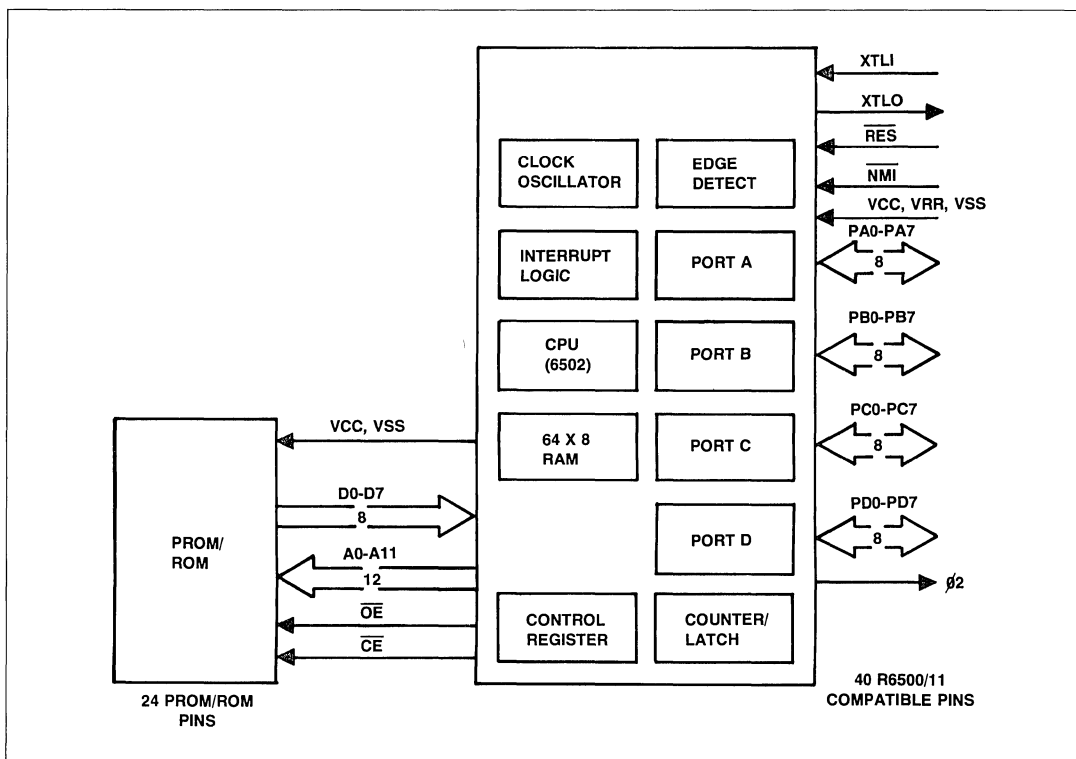 XTLI
XTLO
RES
NMI
VCC, VRR, VSS
CLOCK
OSCILLATOR
EDGE
DETECT
PA0-PA7
8
INTERRUPT
LOGIC
PORT A
PB0-PB7
8
CPU
(6502)
PORT B
PC0-PC7
8
64 X 8
RAM
PORT C
VCC, VSS
D0-D7
8
PD0-PD7
8
PORT D
PROM/
ROM
A0-A11
12
ø2
OE
CE
CONTROL
REGISTER
COUNTER/
LATCH
24 PROM/ROM
PINS
40 R6500/11
COMPATIBLE PINS